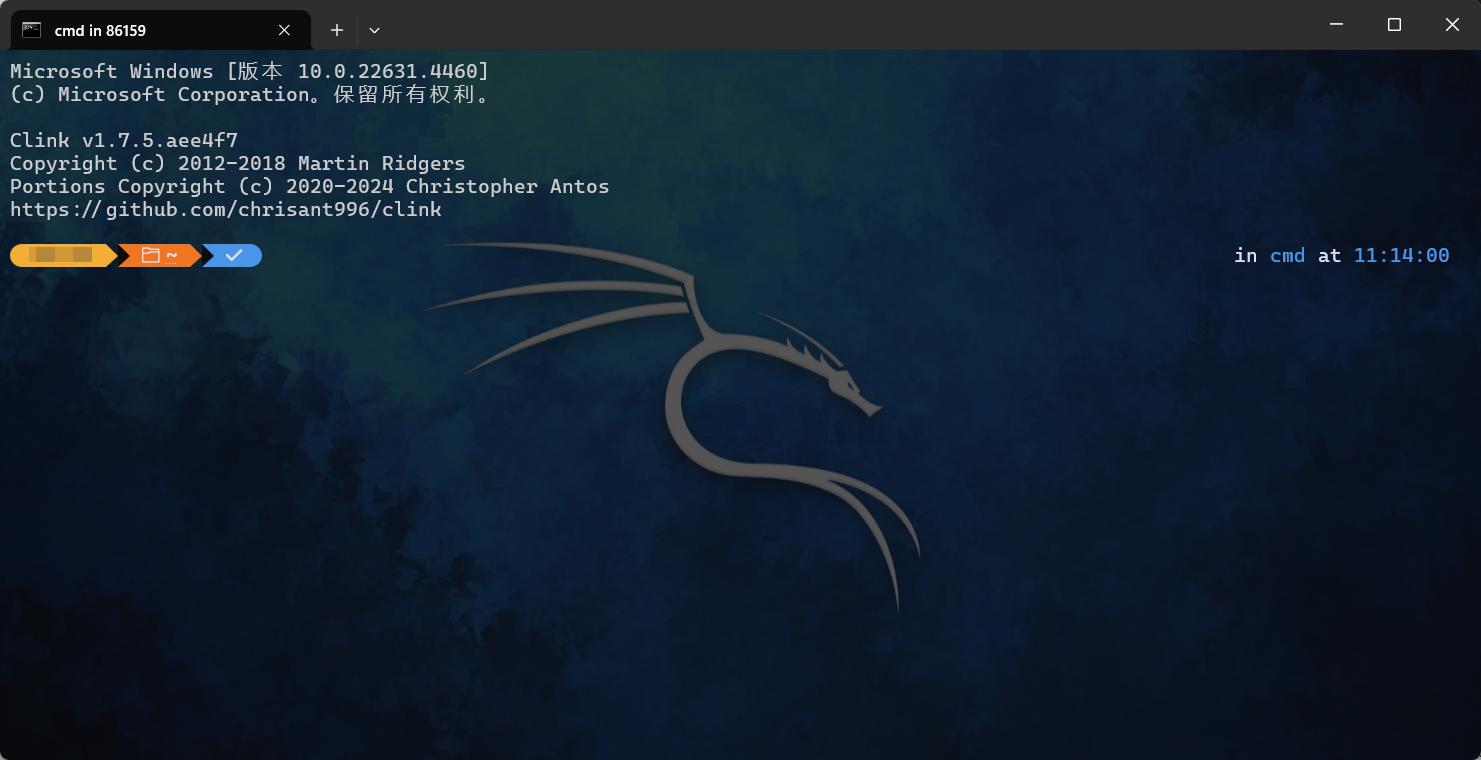 cmd in 86159
Microsoft Windows [版本 10.0.22631.4460]
(c) Microsoft Corporation。保留所有权利。
Clink v1.7.5.aee4f7
Copyright (c) 2012-2018 Martin Ridgers
Portions Copyright (c) 2020-2024 Christopher Antos
https://github.com/chrisant996/clink
~ in cmd at 11:14:00